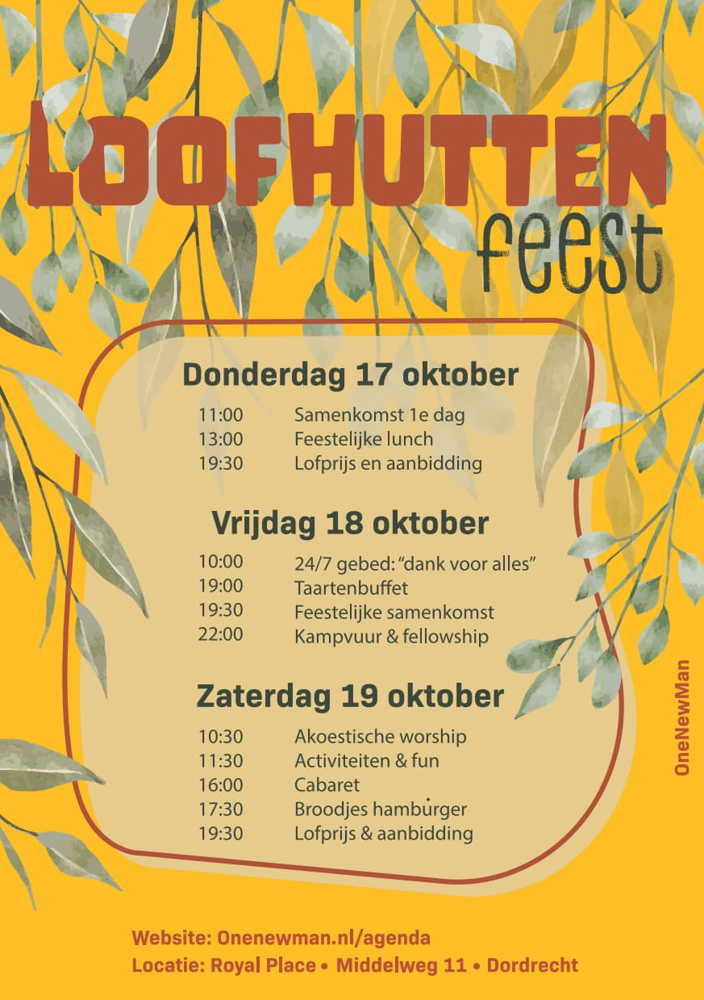 LOOFHUTTEN
feest
Donderdag 17 oktober
11:00 Samenkomst 1e dag
13:00 Feestelijke lunch
19:30 Lofprijs en aanbidding
Vrijdag 18 oktober
10:00 24/7 gebed: “dank voor alles”
19:00 Taartenbuffet
19:30 Feestelijke samenkomst
22:00 Kampvuur & fellowship
Zaterdag 19 oktober
10:30 Akoestische worship
11:30 Activiteiten & fun
16:00 Cabaret
17:30 Broodjes hamburger
19:30 Lofprijs & aanbidding
OneNewMan
Website: Onenewman.nl/agenda
Locatie: Royal Place • Middelweg 11 • Dordrecht